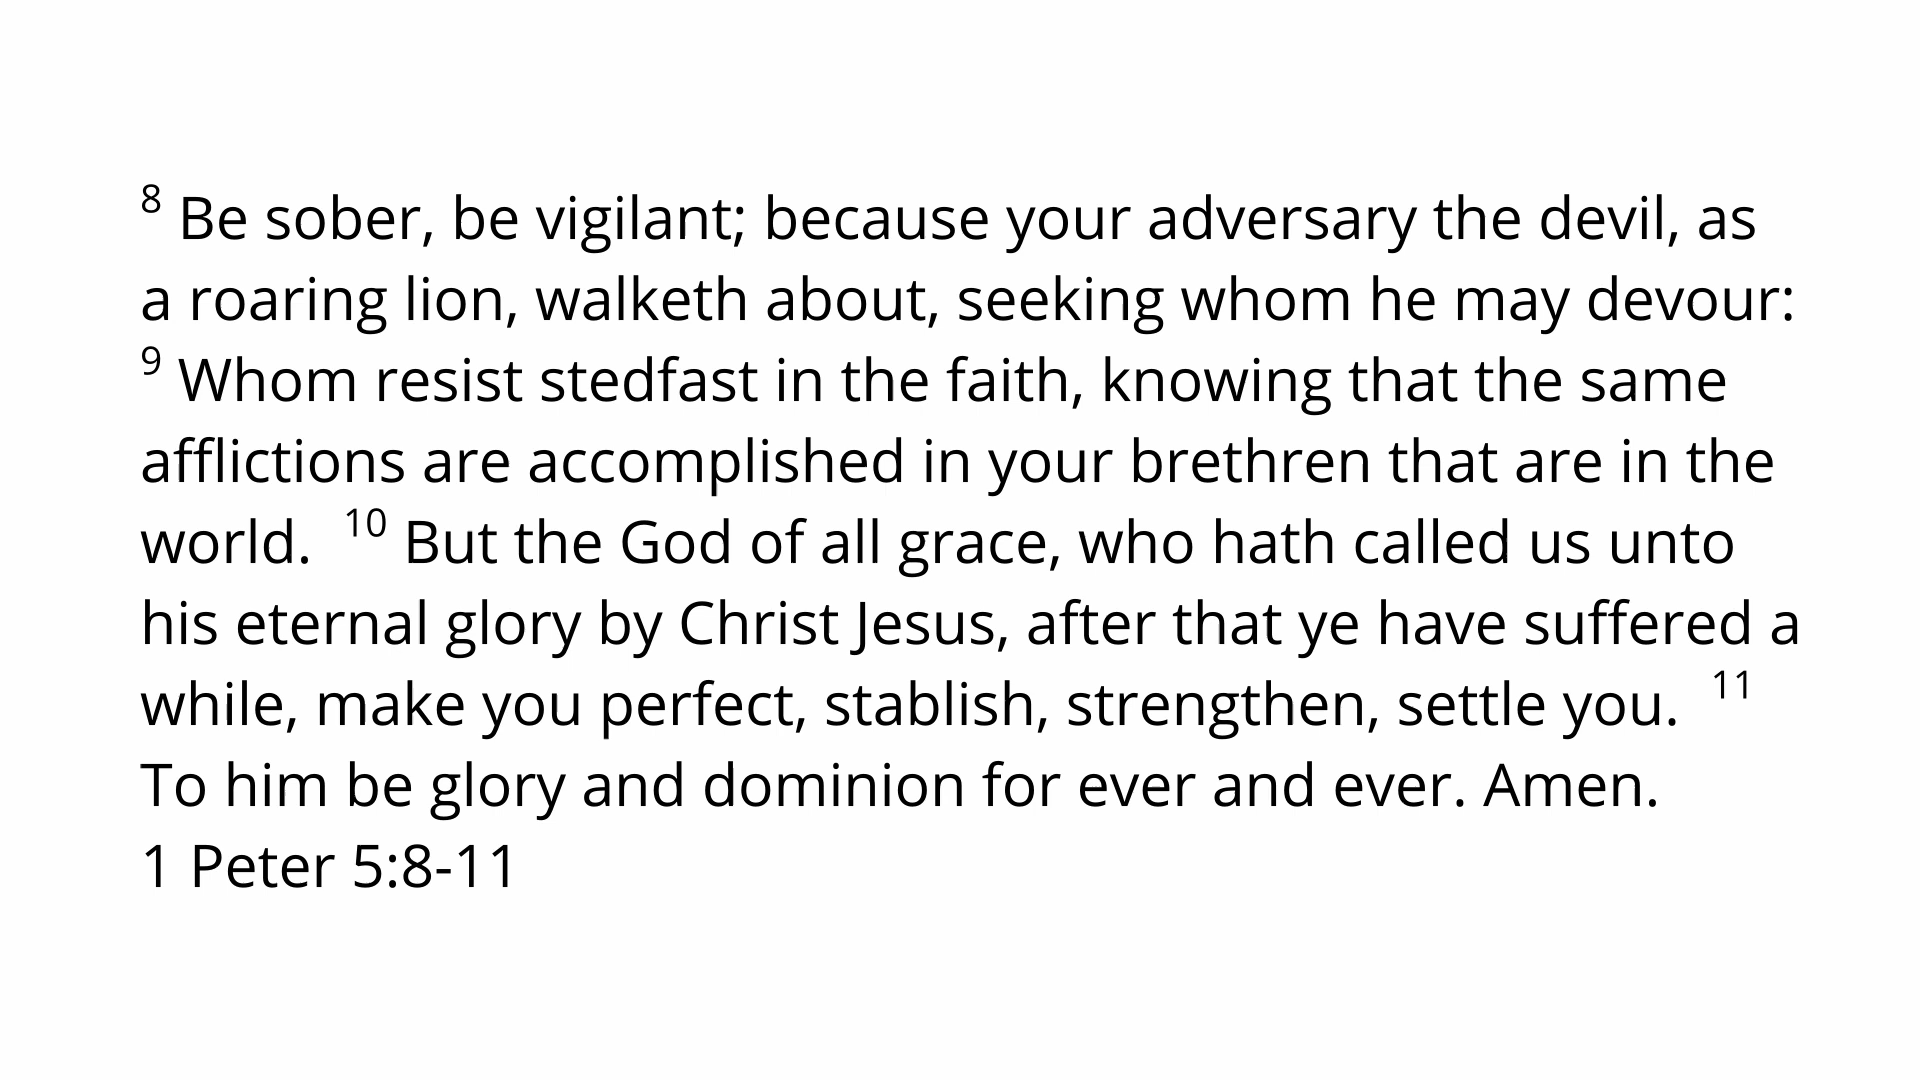 8 Be sober, be vigilant; because your adversary the devil, as
a roaring lion, walketh about, seeking whom he may devour:
9 Whom resist stedfast in the faith, knowing that the same
afflictions are accomplished in your brethren that are in the
world.  10 But the God of all grace, who hath called us unto
his eternal glory by Christ Jesus, after that ye have suffered a
while, make you perfect, stablish, strengthen, settle you.  11
To him be glory and dominion for ever and ever. Amen.
1 Peter 5:8-11